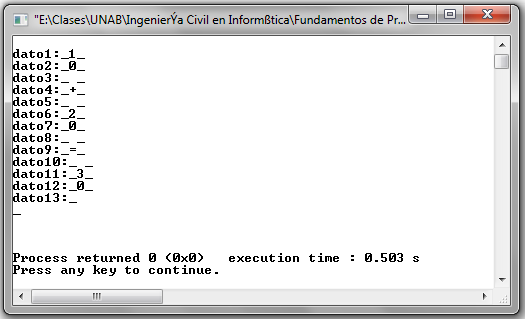 "E:\Clases\UNAB\IngenierÝa Civil en Informßtica\Fundamentos de Pr...
dato1:_1_
dato2:_0_
dato3:_ _
dato4:_+_
dato5:_ _
dato6:_2_
dato7:_0_
dato8:_ _
dato9:_=_
dato10:_ _
dato11:_3_
dato12:_0_
dato13:_
_
Process returned 0 (0x0)   execution time : 0.503 s
Press any key to continue.